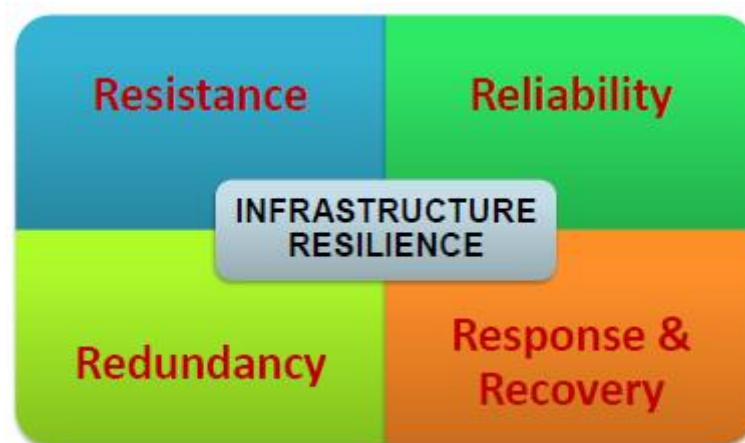 Resistance
Reliability
INFRASTRUCTURE
RESILIENCE
Redundancy
Response &
Recovery